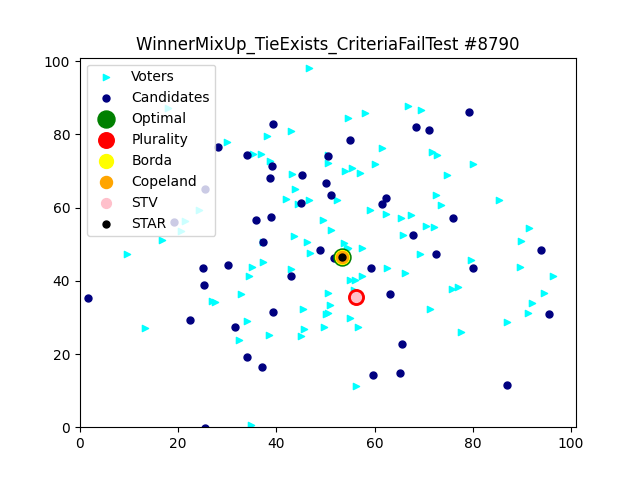 WinnerMixUp_TieExists_CriteriaFailTest #8790
Voters
Candidates
Optimal
Plurality
Borda
Copeland
STV
STAR
100
80
60
40
20
0
0 20 40 60 80 100